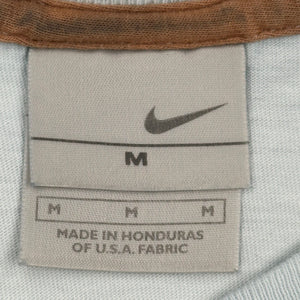 M
M M M
MADE IN HONDURAS
OF U.S.A. FABRIC